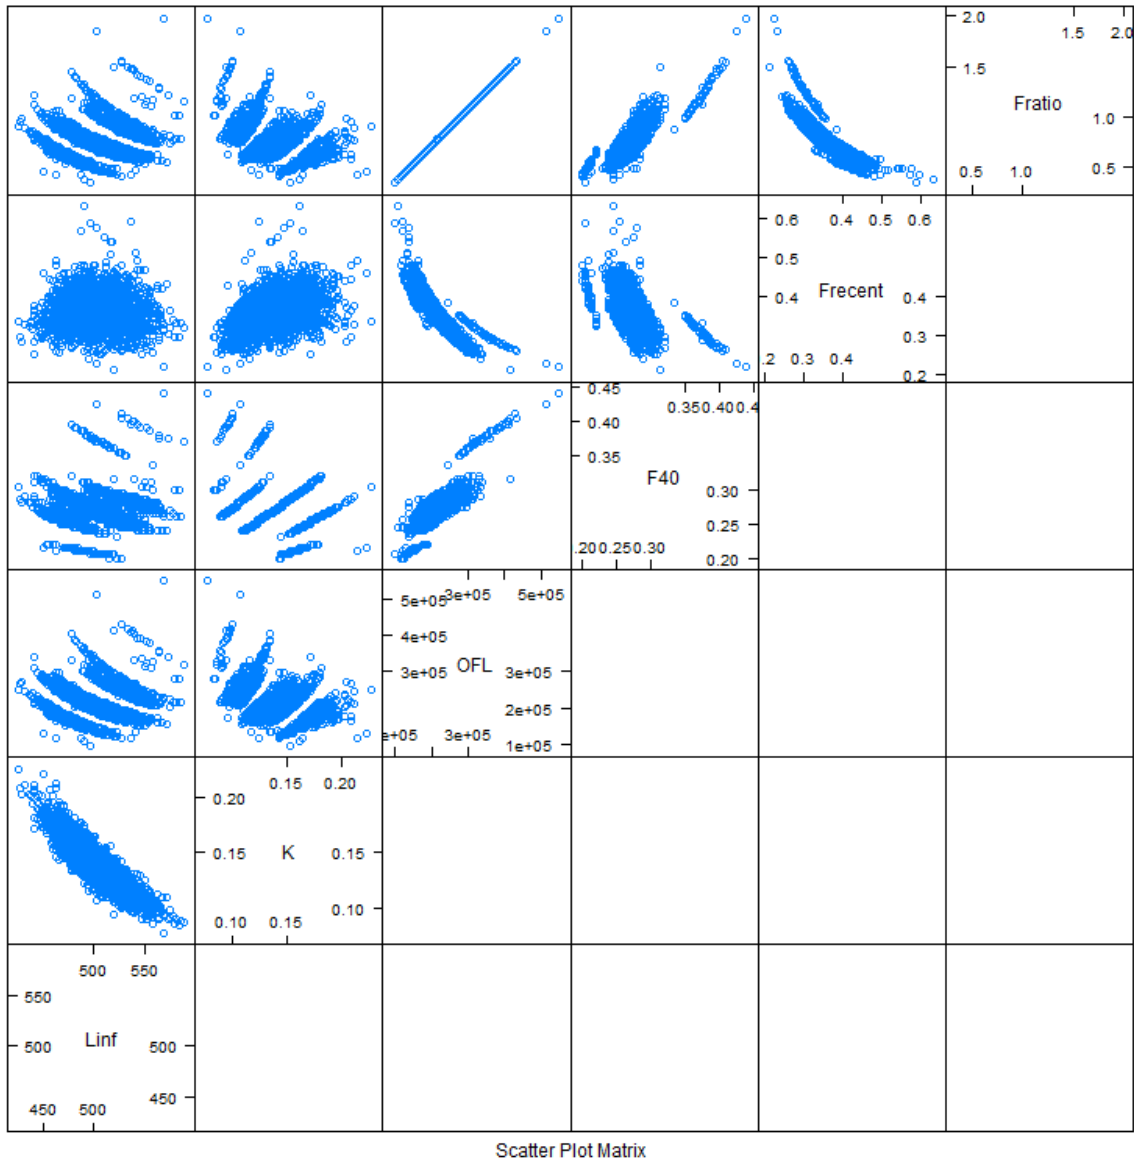 2.0
1.5 2.0
1.5
Fratio
1.0
0.5
0.5 1.0
0.6 0.4 0.5 0.6
0.5
Frecent
0.4 0.4
0.3
.2 0.3 0.4
0.2
0.45
0.35 0.40 0.4
0.40
0.35
F40
0.30
0.25
.20 0.25 0.30
0.20
5e+05 3e+05 5e+05
4e+05
3e+05 OFL 3e+05
2e+05
e+05 3e+05
1e+05
0.15 0.20
0.20
0.15 K 0.15
0.10
0.10 0.15
500 550
550
Linf
500 500
450
450 500
Scatter Plot Matrix